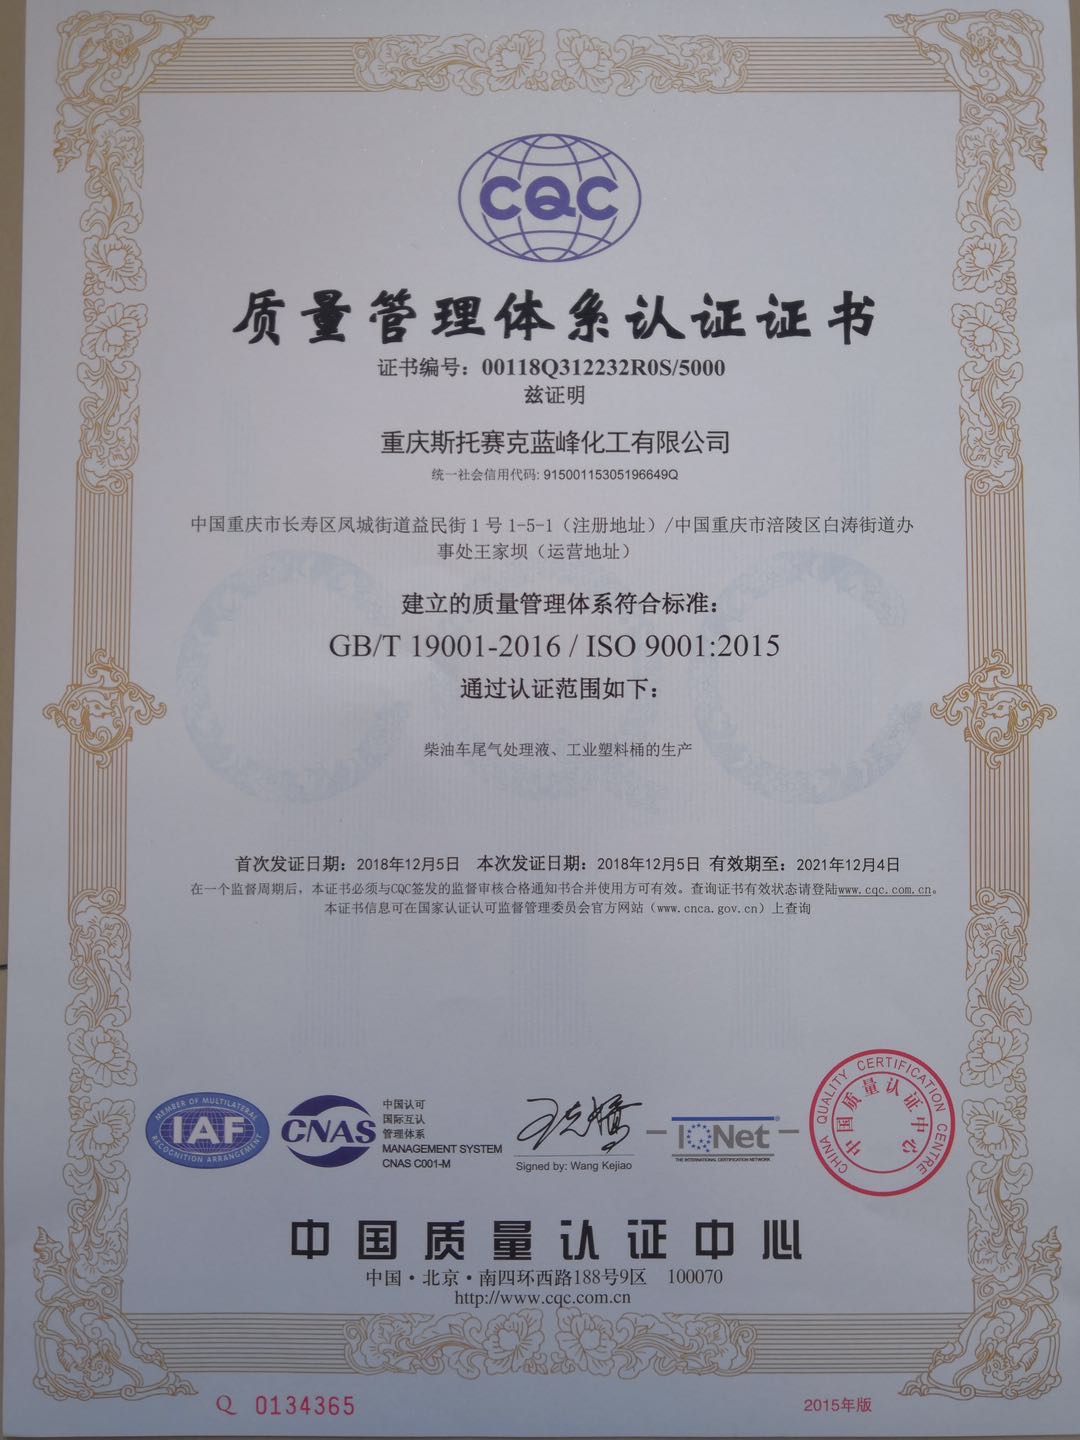 CQC
质量管理体系认证证书
证书编号：00118Q312232R0S/5000
兹证明
重庆斯托赛克蓝峰化工有限公司
统一社会信用代码: 91500115305196649Q
中国重庆市长寿区凤城街道益民街 1 号 1-5-1（注册地址）/中国重庆市涪陵区白涛街道办
事处王家坝（运营地址）
建立的质量管理体系符合标准：
GB/T 19001-2016 / ISO 9001:2015
通过认证范围如下：
柴油车尾气处理液、工业塑料桶的生产
首次发证日期：2018年12月5日 本次发证日期：2018年12月5日 有效期至：2021年12月4日
在一个监督周期后，本证书必须与CQC签发的监督审核合格通知书合并使用方可有效。查询证书有效状态请登陆www.cqc.com.cn。
本证书信息可在国家认证认可监督管理委员会官方网站（www.cnca.gov.cn）上查询
MEMBER OF MULTILATERAL
IAF
RECOGNITION ARRANGEMENT
CNAS
中国认可
国际互认
管理体系
MANAGEMENT SYSTEM
CNAS C001-M
王克娇
Signed by: Wang Kejiao
IQNet
THE INTERNATIONAL CERTIFICATION NETWORK
CHINA QUALITY CERTIFICATION CENTRE
中国质量认证中心
中国质量认证中心
中国·北京·南四环西路188号9区 100070
http://www.cqc.com.cn
Q 0134365
2015年版